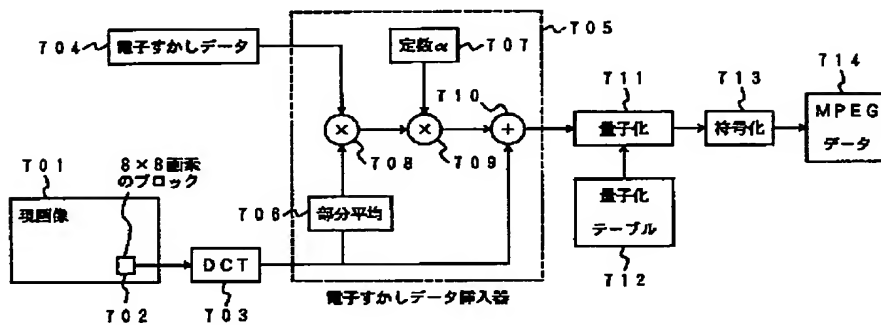 704
電子すかしデータ
定数α
707
705
710
708
709
711
量子化
713
符号化
714
MPEG
データ
701
8×8画素
のブロック
現画像
702
DCT
703
706
部分平均
量子化
テーブル
712
電子すかしデータ挿入器